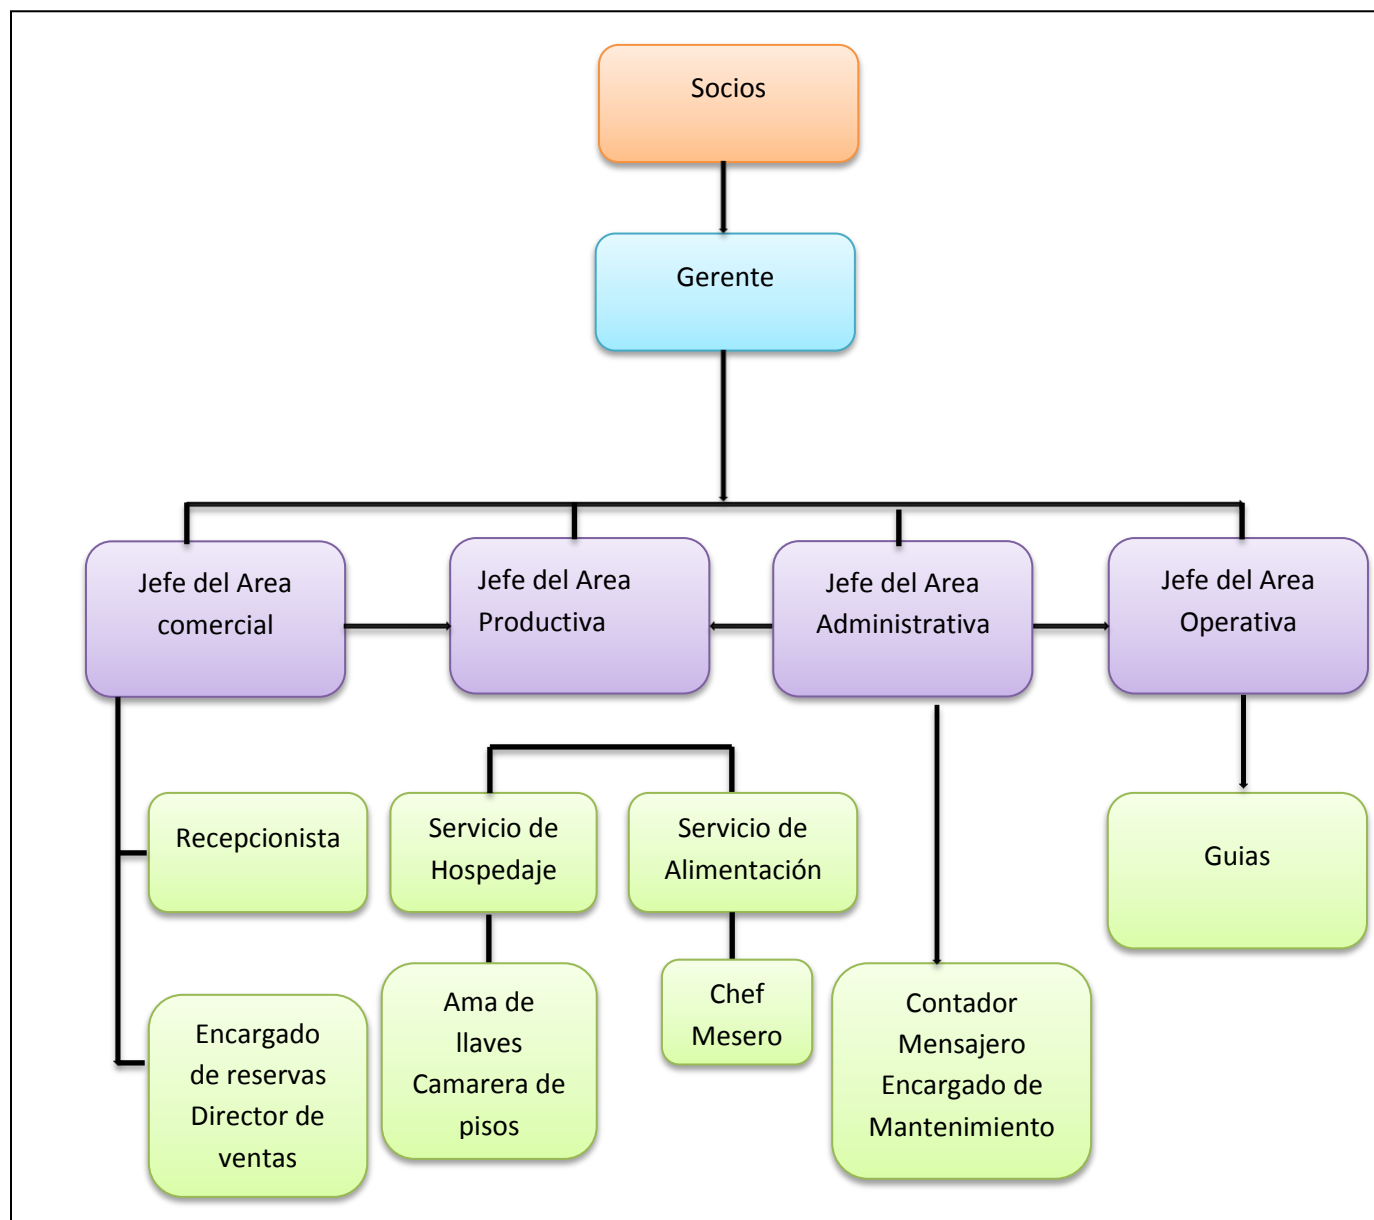 Socios
Gerente
Jefe del Area
comercial
Jefe del Area
Productiva
Jefe del Area
Administrativa
Jefe del Area
Operativa
Recepcionista
Servicio de
Hospedaje
Servicio de
Alimentación
Guias
Encargado
de reservas
Director de
ventas
Ama de
llaves
Camarera de
pisos
Chef
Mesero
Contador
Mensajero
Encargado de
Mantenimiento